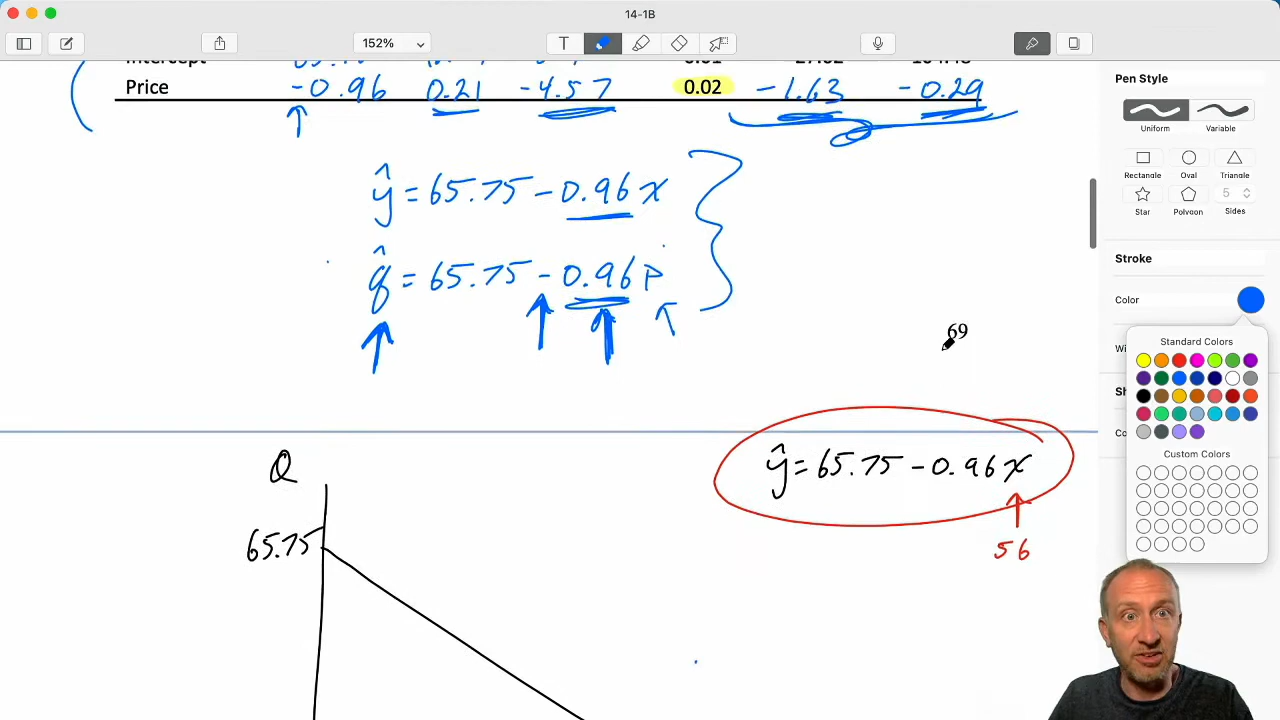 14-1B
152%
T
Pen Style
Uniform Variable
Rectangle Oval Triangle
Star Polygon Sides
5
Stroke
Color
Standard Colors
Custom Colors
Price -0.96 0.21 -4.57 0.02 -1.63 -0.29
ŷ = 65.75 - 0.96x
q̂ = 65.75 - 0.96P
69
Q
ŷ = 65.75 - 0.96x
65.75
56